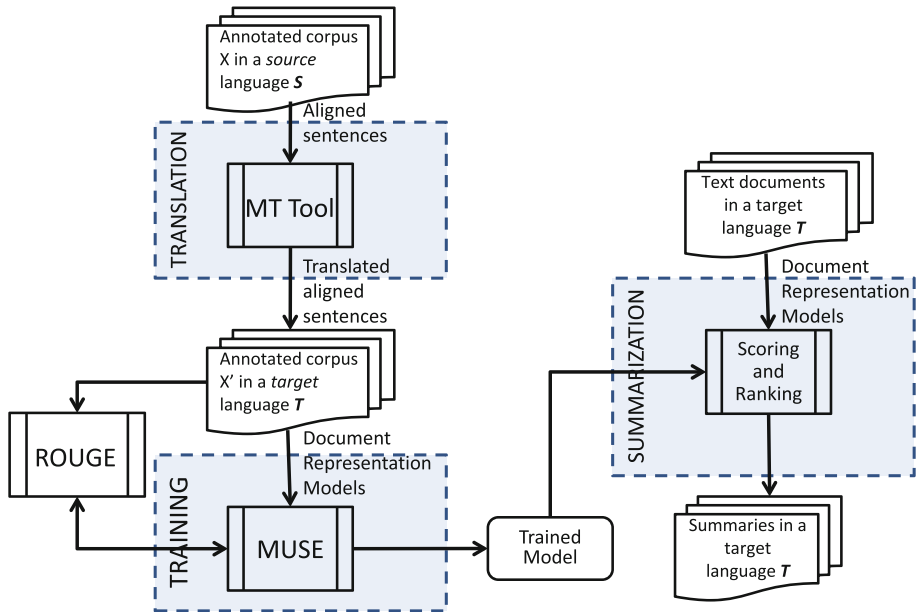 Annotated corpus
X in a source
language S
Aligned
sentences
TRANSLATION
MT Tool
Translated
aligned
sentences
Annotated corpus
X' in a target
language T
ROUGE
Document
Representation
Models
TRAINING
MUSE
Trained
Model
Text documents
in a target
language T
Document
Representation
Models
SUMMARIZATION
Scoring
and
Ranking
Summaries in a
target
language T